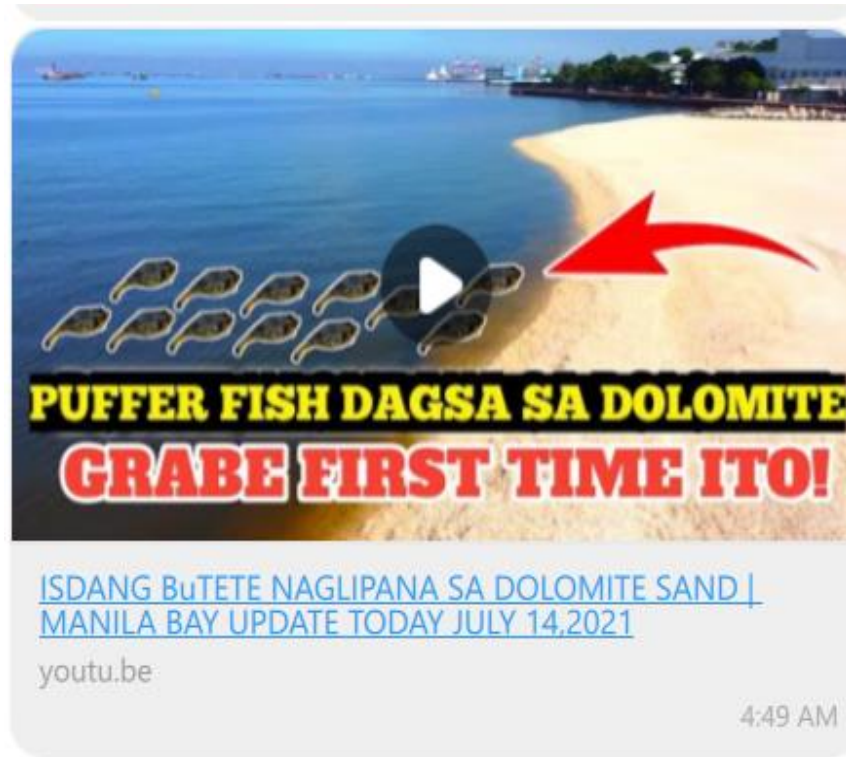 PUFFER FISH DAGSA SA DOLOMITE
GRABE FIRST TIME ITO!
ISDANG BuTETE NAGLIPANA SA DOLOMITE SAND |
MANILA BAY UPDATE TODAY JULY 14,2021
youtu.be
4:49 AM